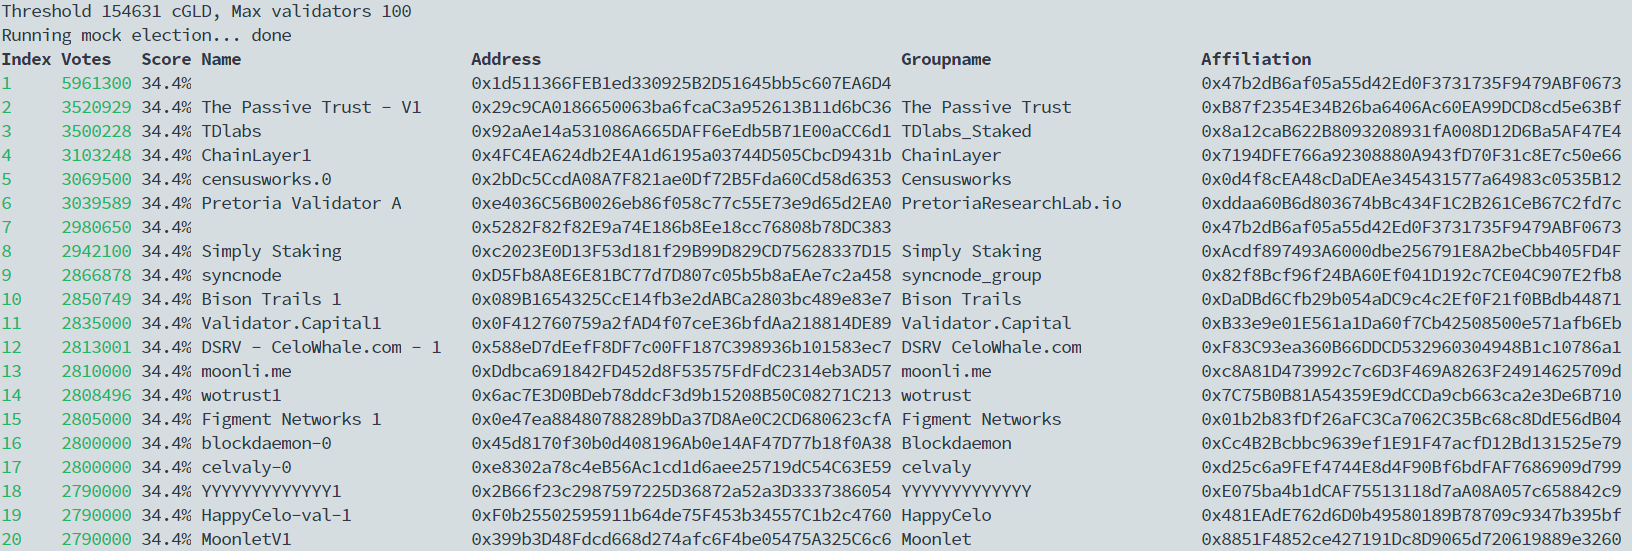 Threshold 154631 cGLD, Max validators 100
Running mock election... done
Index Votes Score Name Address Groupname Affiliation
1 5961300 34.4% 0x1d511366FEB1ed330925B2D51645bb5c607EA6D4 0x47b2dB6af05a55d42Ed0F3731735F9479ABF0673
2 3520929 34.4% The Passive Trust - V1 0x29c9CA0186650063ba6fcaC3a952613B11d6bC36 The Passive Trust 0xB87f2354E34B26ba6406Ac60EA99DCD8cd5e63Bf
3 3500228 34.4% TDlabs 0x92aAe14a531086A665DAFF6eEdb5B71E00aCC6d1 TDlabs_Staked 0x8a12caB622B8093208931fA008D12D6Ba5AF47E4
4 3103248 34.4% ChainLayer1 0x4FC4EA624db2E4A1d6195a03744D505CbcD9431b ChainLayer 0x7194DFE766a92308880A943fD70F31c8E7c50e66
5 3069500 34.4% censusworks.0 0x2bDc5CcdA08A7F821ae0Df72B5Fda60Cd58d6353 Censusworks 0x0d4f8cEA48cDaDEAe345431577a64983c0535B12
6 3039589 34.4% Pretoria Validator A 0xe4036C56B0026eb86f058c77c55E73e9d65d2EA0 PretoriaResearchLab.io 0xddaa60B6d803674bBc434F1C2B261CeB67C2fd7c
7 2980650 34.4% 0x5282F82f82E9a74E186b8Ee18cc76808b78DC383 0x47b2dB6af05a55d42Ed0F3731735F9479ABF0673
8 2942100 34.4% Simply Staking 0xc2023E0D13F53d181f29B99D829CD75628337D15 Simply Staking 0xAcdf897493A6000dbe256791E8A2beCbb405FD4F
9 2866878 34.4% syncnode 0xD5Fb8A8E6E81BC77d7D807c05b5b8aEAe7c2a458 syncnode_group 0x82f8Bcf96f24BA60Ef041D192c7CE04C907E2fb8
10 2850749 34.4% Bison Trails 1 0x089B1654325CcE14fb3e2dABCa2803bc489e83e7 Bison Trails 0xDaDBd6Cfb29b054aDC9c4c2Ef0F21f0BBdb44871
11 2835000 34.4% Validator.Capital1 0x0F412760759a2fAD4f07ceE36bfdAa218814DE89 Validator.Capital 0xB33e9e01E561a1Da60f7Cb42508500e571afb6Eb
12 2813001 34.4% DSRV - CeloWhale.com - 1 0x588eD7dEefF8DF7c00FF187C398936b101583ec7 DSRV CeloWhale.com 0xF83C93ea360B66DDCD532960304948B1c10786a1
13 2810000 34.4% moonli.me 0xDdbca691842FD452d8F53575FdFdC2314eb3AD57 moonli.me 0xc8A81D473992c7c6D3F469A8263F24914625709d
14 2808496 34.4% wotrust1 0x6ac7E3D0BDeb78ddcF3d9b15208B50C08271C213 wotrust 0x7C75B0B81A54359E9dCCDa9cb663ca2e3De6B710
15 2805000 34.4% Figment Networks 1 0x0e47ea88480788289bDa37D8Ae0C2CD680623cfA Figment Networks 0x01b2b83fDf26aFC3Ca7062C35Bc68c8DdE56dB04
16 2800000 34.4% blockdaemon-0 0x45d8170f30b0d408196Ab0e14AF47D77b18f0A38 Blockdaemon 0xCc4B2Bcbbc9639ef1E91F47acfD12Bd131525e79
17 2800000 34.4% celvaly-0 0xe8302a78c4eB56Ac1cd1d6aee25719dC54C63E59 celvaly 0xd25c6a9FEf4744E8d4F90Bf6bdFAF7686909d799
18 2790000 34.4% YYYYYYYYYYYYY1 0x2B66f23c2987597225D36872a52a3D3337386054 YYYYYYYYYYYYY 0xE075ba4b1dCAF75513118d7aA08A057c658842c9
19 2790000 34.4% HappyCelo-val-1 0xF0b25502595911b64de75F453b34557C1b2c4760 HappyCelo 0x481EAdE762d6D0b49580189B78709c9347b395bf
20 2790000 34.4% MoonletV1 0x399b3D48Fdcd668d274afc6F4be05475A325C6c6 Moonlet 0x8851F4852ce427191Dc8D9065d720619889e3260